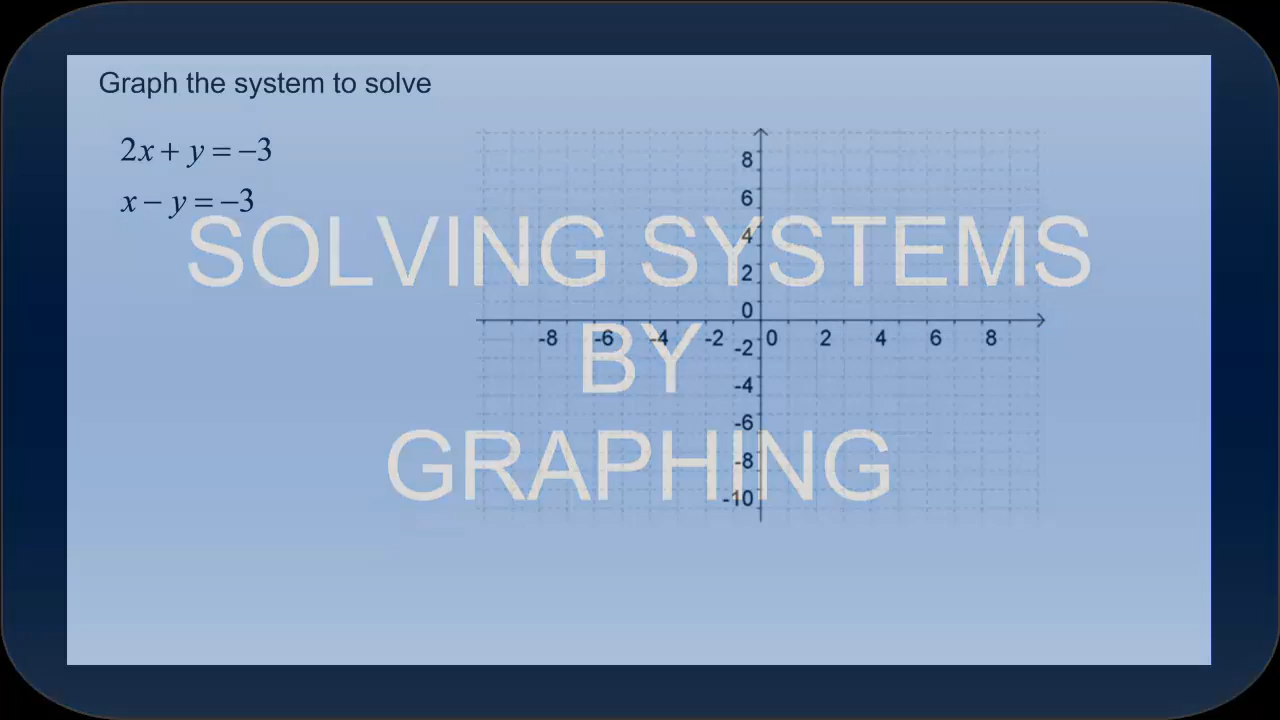 Graph the system to solve
2x + y = −3
x − y = −3
SOLVING SYSTEMS
BY
GRAPHING
8
6
4
2
0
-8 -6 -4 -2 0 2 4 6 8
-2
-4
-6
-8
-10